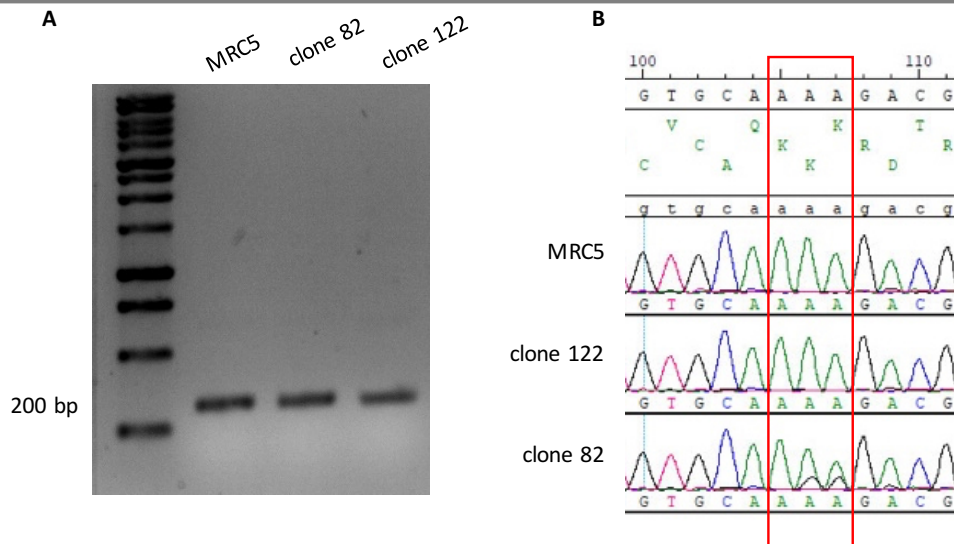 A
MRC5 clone 82 clone 122
200 bp
B
100 110
G T G C A A A A G A C G
V Q K T
C K R R
C A K D
g t g c a a a a g a c g
MRC5
G T G C A A A A G A C G
clone 122
G T G C A A A A G A C G
clone 82
G T G C A A A A G A C G